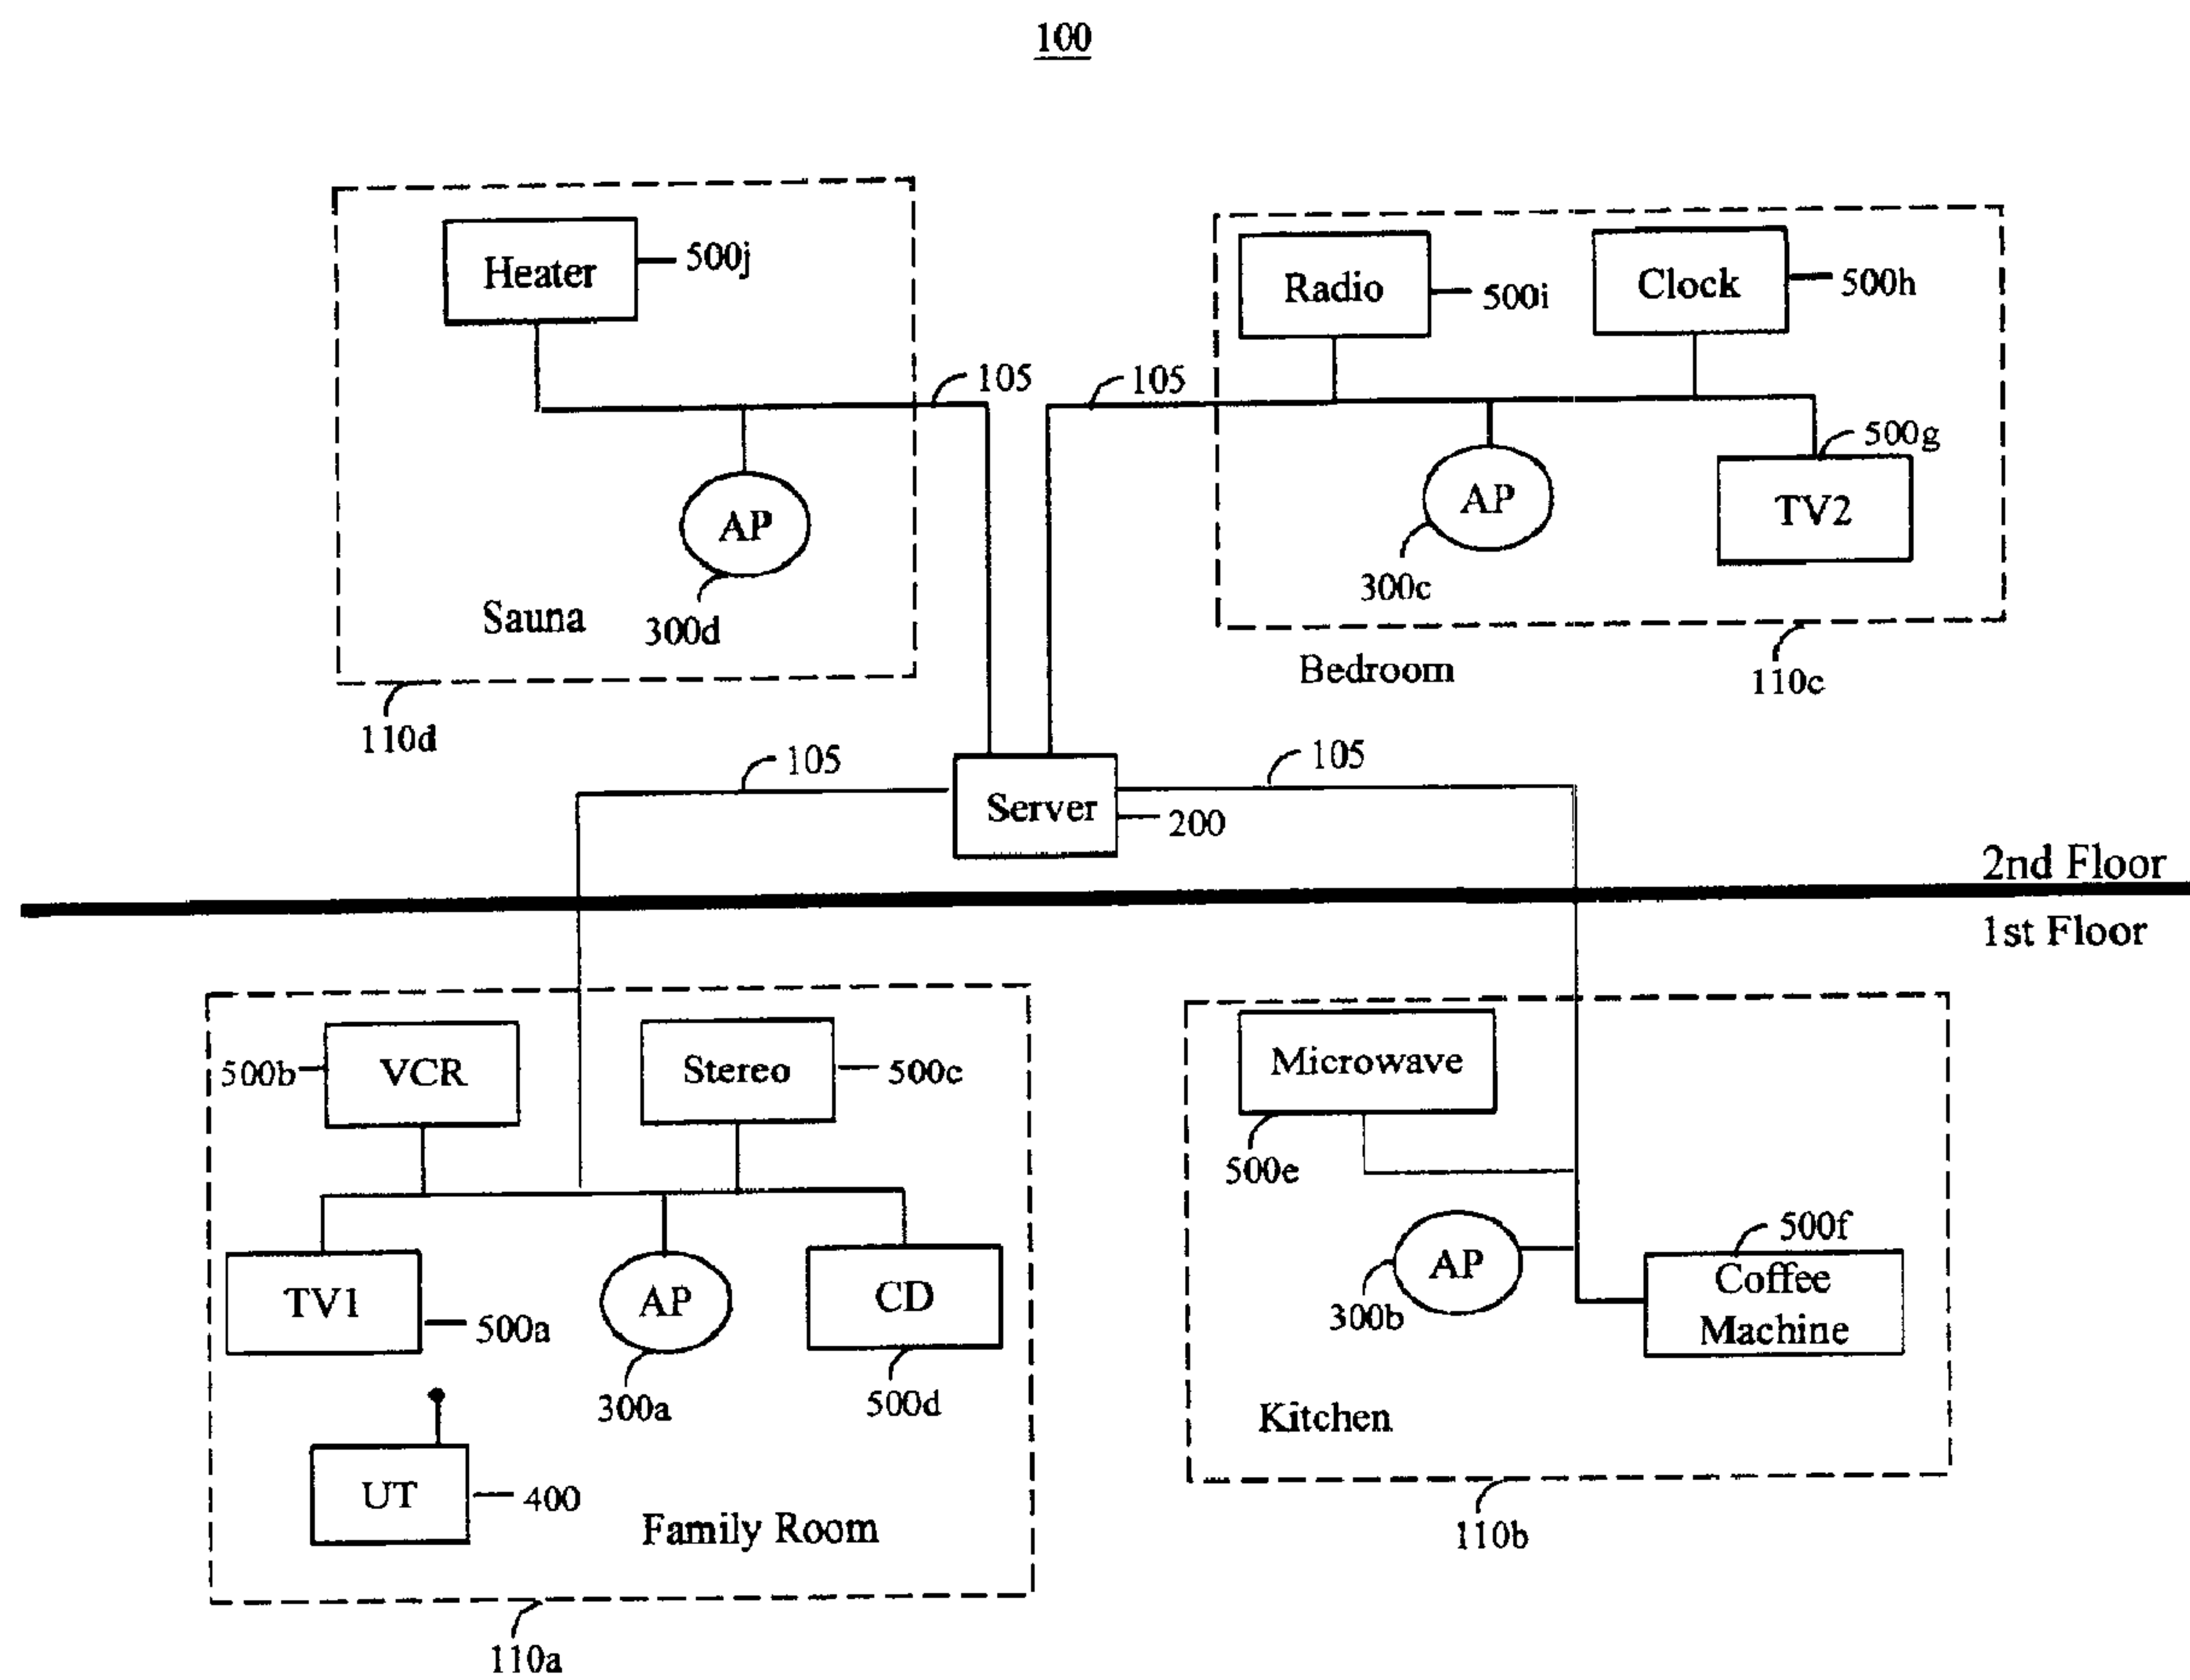 100
Heater
500j
Radio
500i
Clock
500h
105
105
500g
AP
AP
TV2
300c
Sauna
300d
Bedroom
110c
110d
105
105
Server
200
2nd Floor
1st Floor
500b
VCR
Stereo
500c
Microwave
500e
500f
TV1
500a
AP
CD
AP
Coffee
Machine
300b
300a
500d
Kitchen
UT
400
Family Room
110b
110a